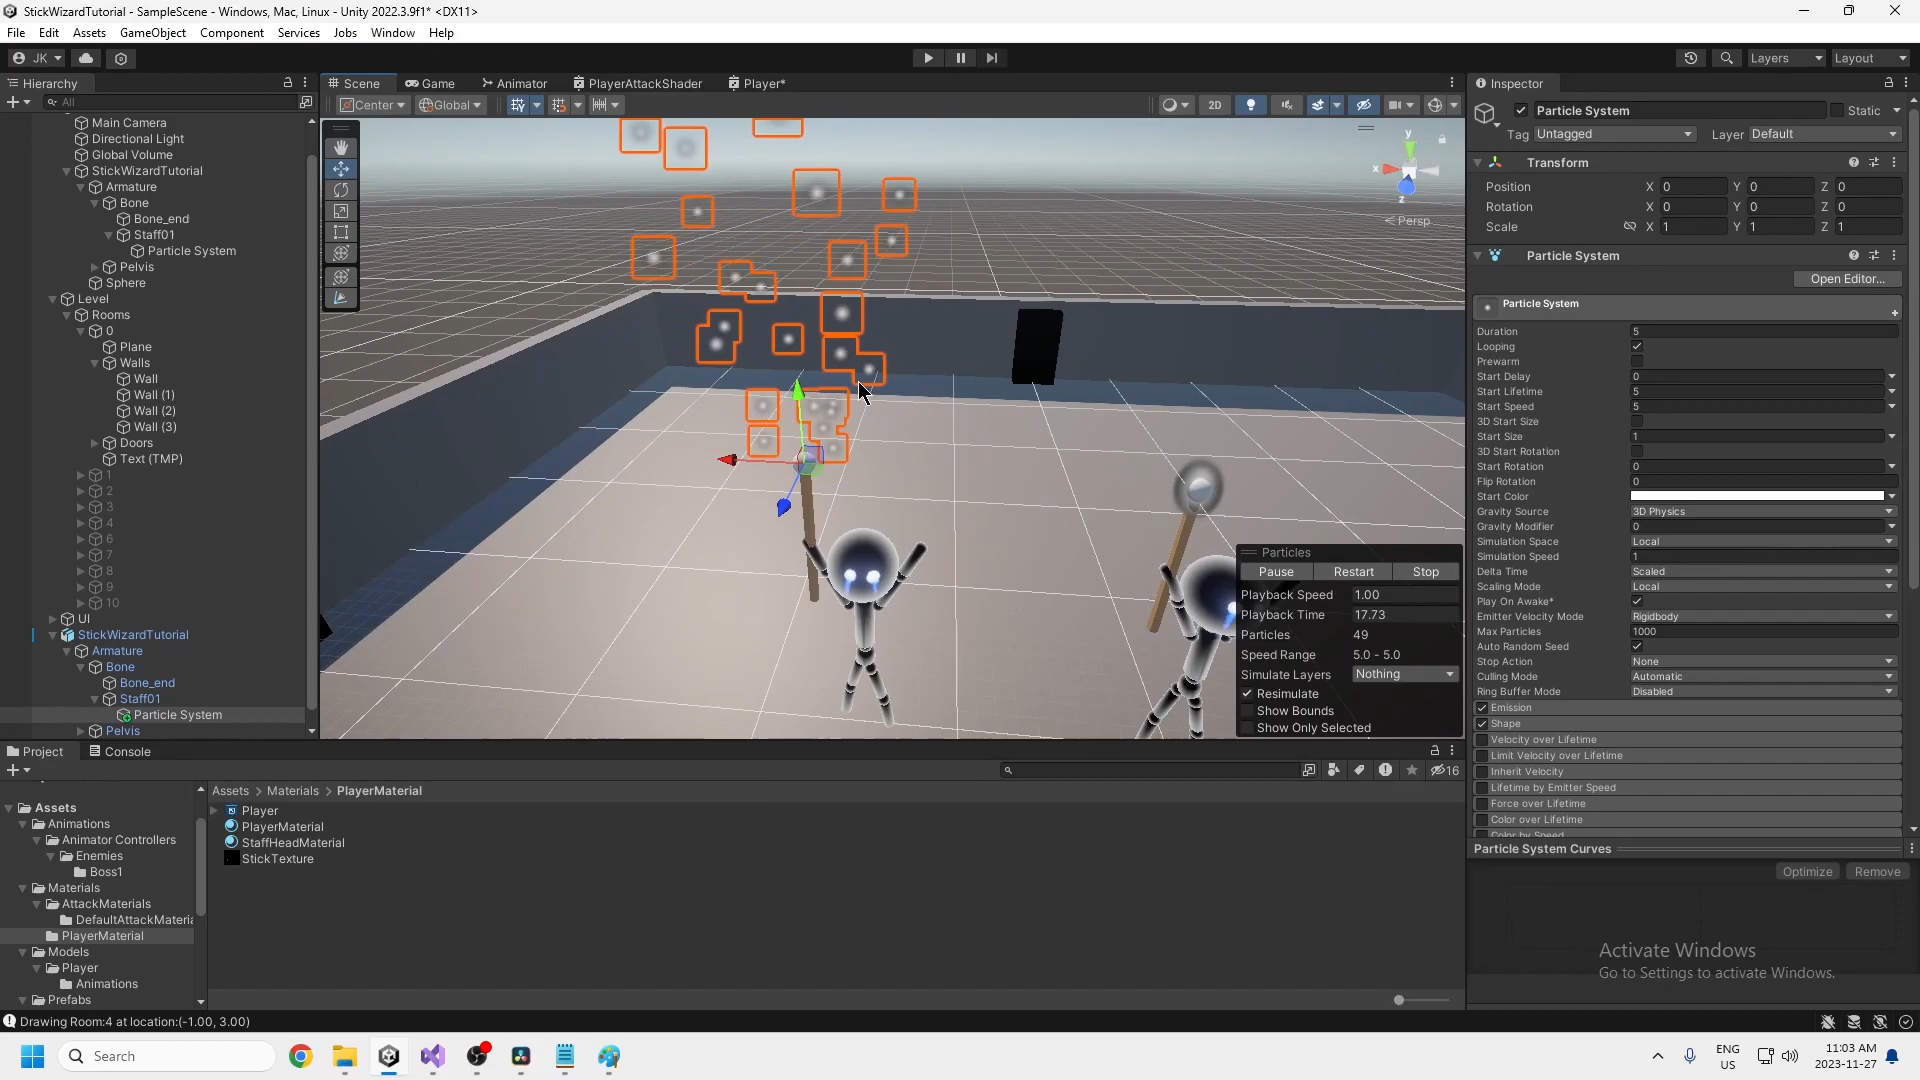 StickWizardTutorial - SampleScene - Windows, Mac, Linux - Unity 2022.3.9f1* <DX11>
File Edit Assets GameObject Component Services Jobs Window Help
JK Layers Layout
Hierarchy
All
Main Camera
Directional Light
Global Volume
StickWizardTutorial
Armature
Bone
Bone_end
Staff01
Particle System
Pelvis
Sphere
Level
Rooms
0
Plane
Walls
Wall
Wall (1)
Wall (2)
Wall (3)
Doors
Text (TMP)
1
2
3
4
6
7
8
9
10
UI
StickWizardTutorial
Armature
Bone
Bone_end
Staff01
Particle System
Pelvis
Scene Game Animator PlayerAttackShader Player*
Center Global 2D
y
x
z
Persp
Particles
Pause Restart Stop
Playback Speed 1.00
Playback Time 17.73
Particles 49
Speed Range 5.0 - 5.0
Simulate Layers Nothing
Resimulate
Show Bounds
Show Only Selected
Inspector
Particle System Static
Tag Untagged Layer Default
Transform
Position X 0 Y 0 Z 0
Rotation X 0 Y 0 Z 0
Scale X 1 Y 1 Z 1
Particle System
Open Editor...
Particle System
Duration 5
Looping
Prewarm
Start Delay 0
Start Lifetime 5
Start Speed 5
3D Start Size
Start Size 1
3D Start Rotation
Start Rotation 0
Flip Rotation 0
Start Color
Gravity Source 3D Physics
Gravity Modifier 0
Simulation Space Local
Simulation Speed 1
Delta Time Scaled
Scaling Mode Local
Play On Awake*
Emitter Velocity Mode Rigidbody
Max Particles 1000
Auto Random Seed
Stop Action None
Culling Mode Automatic
Ring Buffer Mode Disabled
Emission
Shape
Velocity over Lifetime
Limit Velocity over Lifetime
Inherit Velocity
Lifetime by Emitter Speed
Force over Lifetime
Color over Lifetime
Color by Speed
Particle System Curves
Optimize Remove
Activate Windows
Go to Settings to activate Windows.
Project Console
16
Assets
Animations
Animator Controllers
Enemies
Boss1
Materials
AttackMaterials
DefaultAttackMateria
PlayerMaterial
Models
Player
Animations
Prefabs
Assets > Materials > PlayerMaterial
Player
PlayerMaterial
StaffHeadMaterial
StickTexture
Drawing Room:4 at location:(-1.00, 3.00)
Search
ENG
US
11:03 AM
2023-11-27